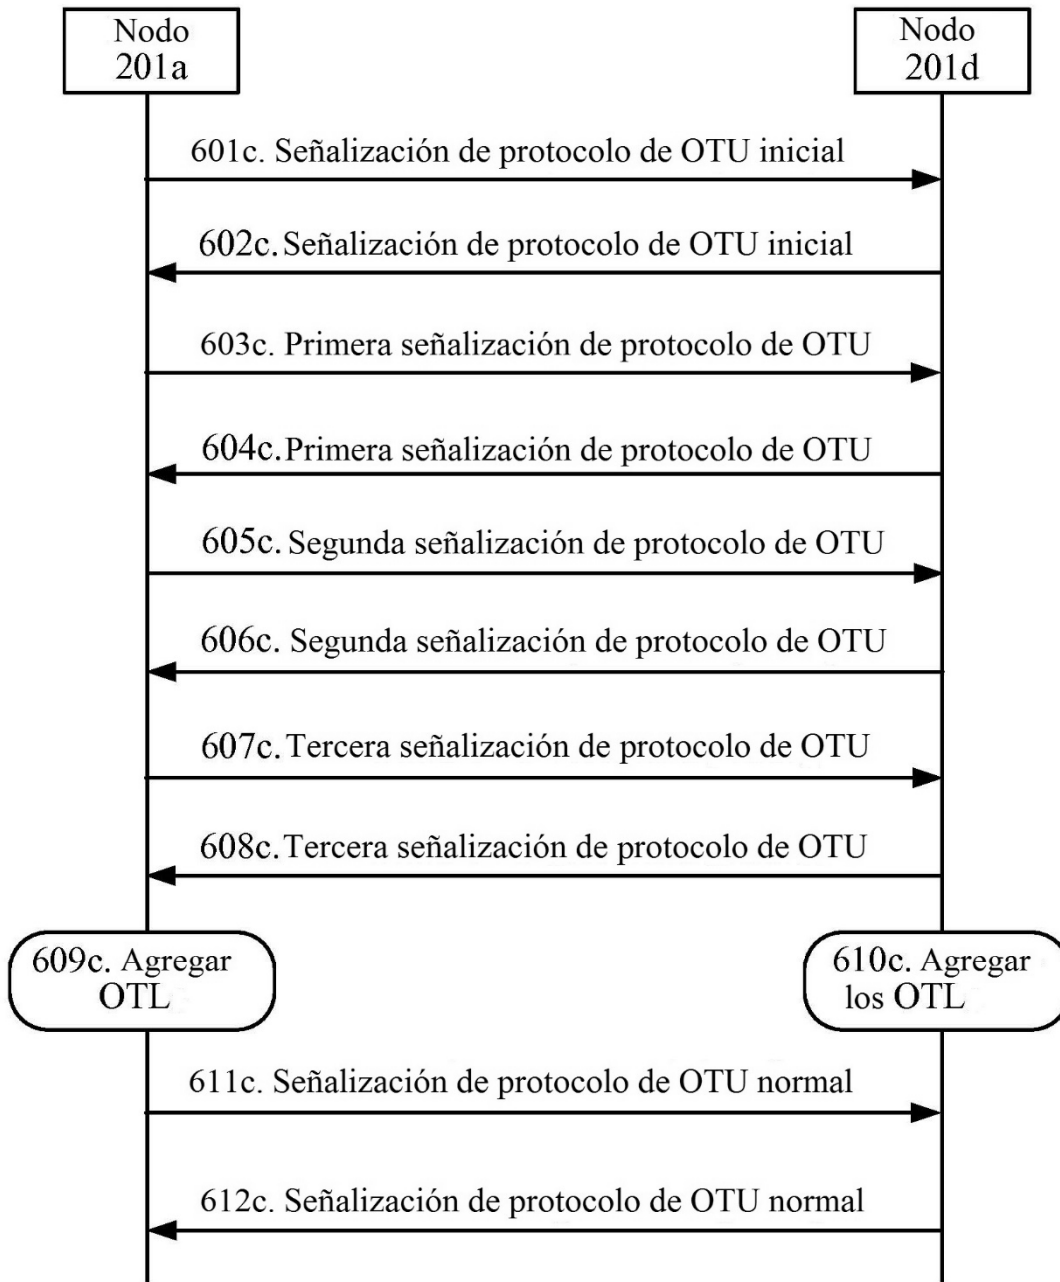 Nodo
201a
Nodo
201d
601c. Señalización de protocolo de OTU inicial
602c. Señalización de protocolo de OTU inicial
603c. Primera señalización de protocolo de OTU
604c. Primera señalización de protocolo de OTU
605c. Segunda señalización de protocolo de OTU
606c. Segunda señalización de protocolo de OTU
607c. Tercera señalización de protocolo de OTU
608c. Tercera señalización de protocolo de OTU
609c. Agregar
OTL
610c. Agregar
los OTL
611c. Señalización de protocolo de OTU normal
612c. Señalización de protocolo de OTU normal